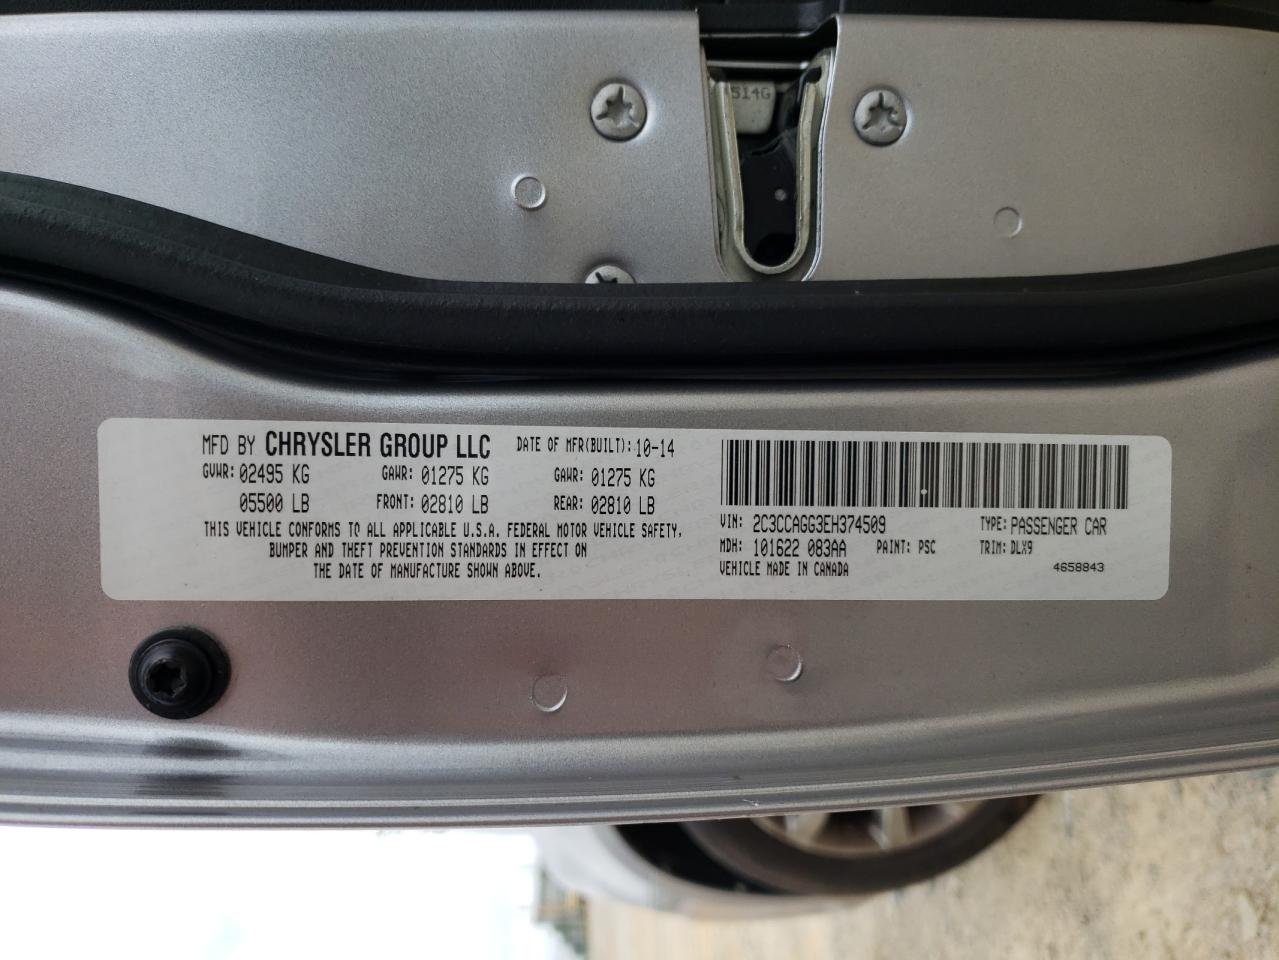 514G
MFD BY CHRYSLER GROUP LLC DATE OF MFR(BUILT): 10-14
GVWR: 02495 KG GAWR: 01275 KG GAWR: 01275 KG
05500 LB FRONT: 02810 LB REAR: 02810 LB
THIS VEHICLE CONFORMS TO ALL APPLICABLE U.S.A. FEDERAL MOTOR VEHICLE SAFETY,
BUMPER AND THEFT PREVENTION STANDARDS IN EFFECT ON
THE DATE OF MANUFACTURE SHOWN ABOVE.
VIN: 2C3CCAGG3EH374509 TYPE: PASSENGER CAR
MDH: 101622 083AA PAINT: PSC TRIM: DLX9
VEHICLE MADE IN CANADA 4658843